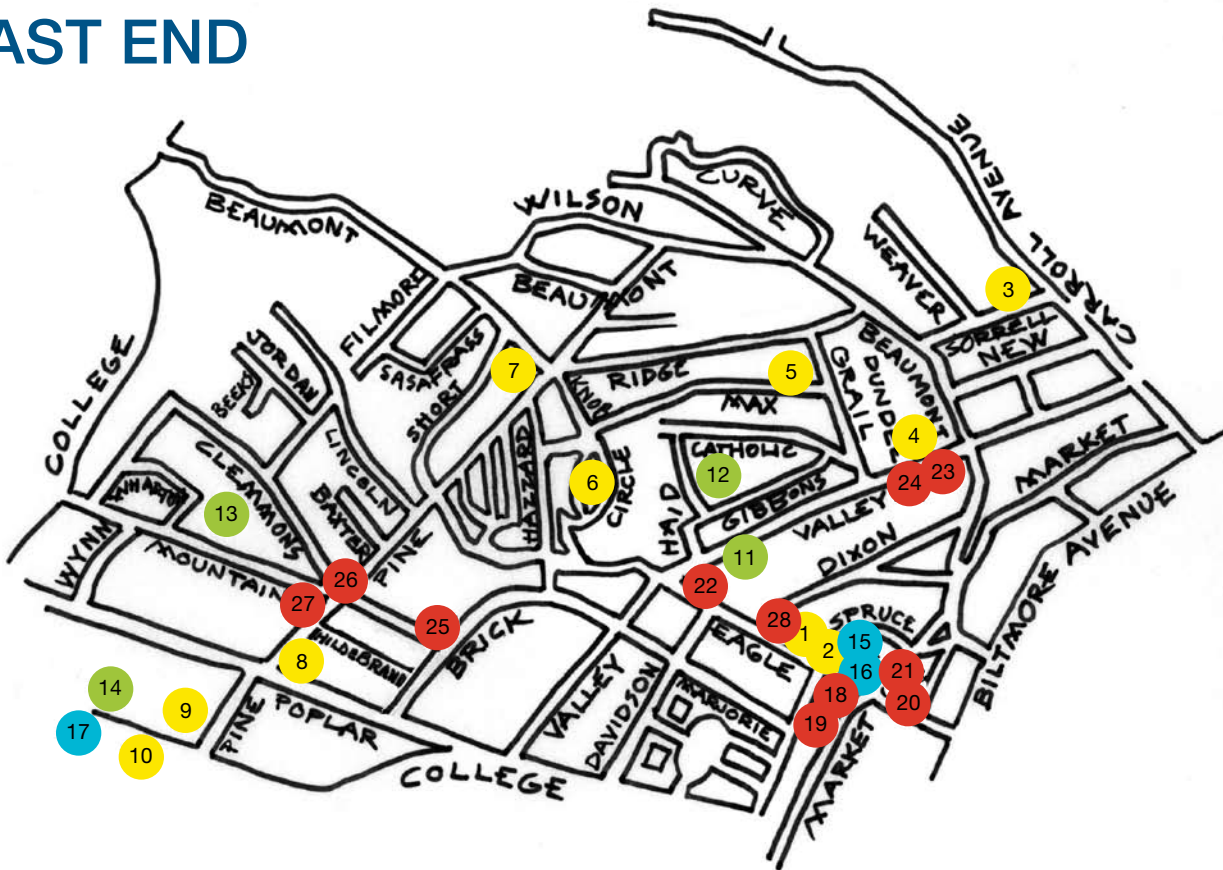 AST END
CARROLL AVENUE
CURVE
WILSON
BEAUMONT
WEAVER
3
SORRELL
NEW
BEAUMONT
FILMORE
BEAUMONT
JORDAN
SASAFRASS
SHORT
7
KNOB
RIDGE
5
MAX
GRAIL
4
COLLEGE
BEEKS
CLEMMONS
LINCOLN
BAXTER
HAZZARD
6
CIRCLE
CATHOLIC
12
HAID
GIBBONS
VALLEY
24
23
MARKET
13
WYNN
MOUNTAIN
PINE
26
27
25
HILDEBRAND
8
BRICK
11
22
DIXON
28
1
2
SPRUCE
15
16
EAGLE
21
20
18
19
BILTMORE AVENUE
14
17
9
10
PINE
POPLAR
COLLEGE
VALLEY
DAVIDSON
MARJORIE
MARKET